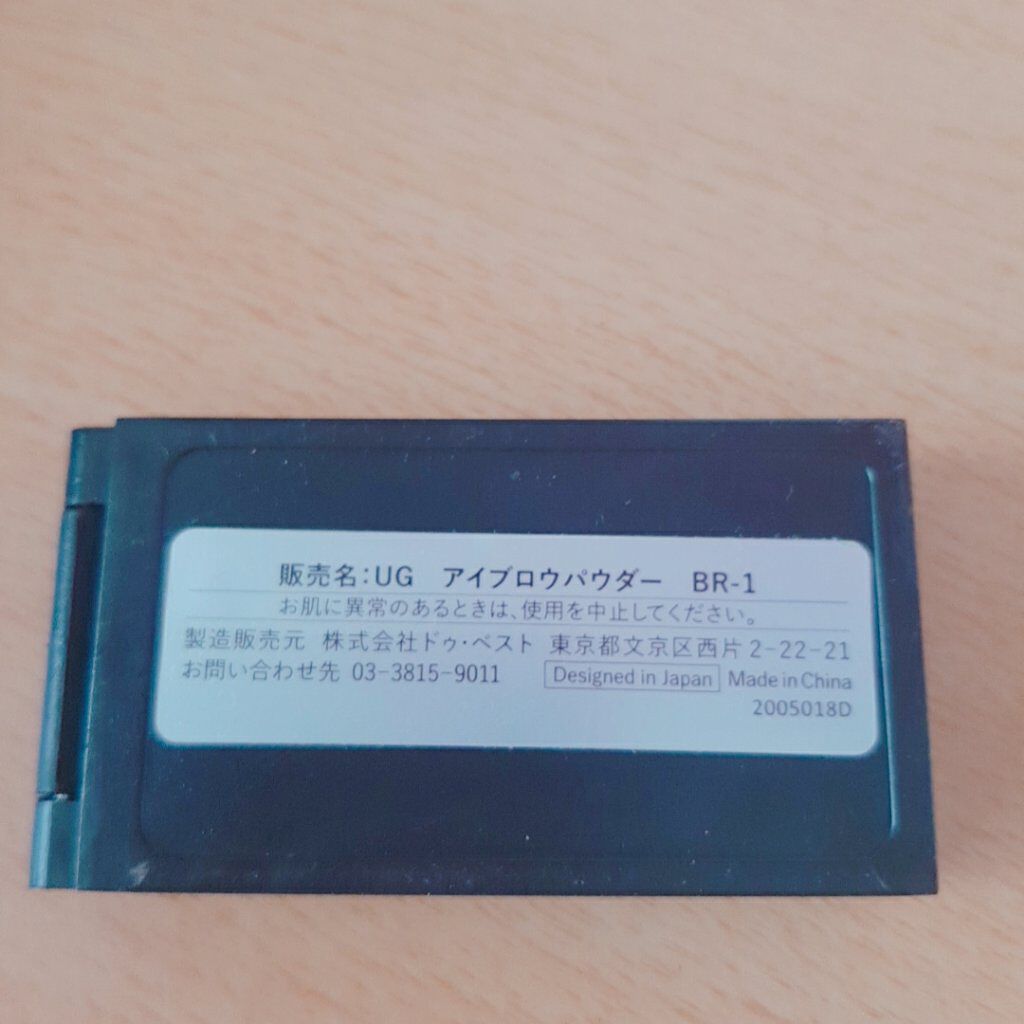 販売名：UG　アイブロウパウダー　BR-1
お肌に異常のあるときは、使用を中止してください。
製造販売元 株式会社ドゥ・ベスト 東京都文京区西片2-22-21
お問い合わせ先 03-3815-9011 Designed in Japan Made in China
2005018D